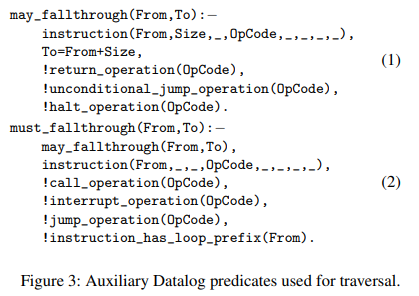 may_fallthrough(From,To):−
instruction(From,Size,_,OpCode,_,_,_,_),
To=From+Size,
!return_operation(OpCode),
!unconditional_jump_operation(OpCode),
!halt_operation(OpCode).
(1)
must_fallthrough(From,To):−
may_fallthrough(From,To),
instruction(From,_,_,OpCode,_,_,_,_),
!call_operation(OpCode),
!interrupt_operation(OpCode),
!jump_operation(OpCode),
!instruction_has_loop_prefix(From).
(2)
Figure 3: Auxiliary Datalog predicates used for traversal.